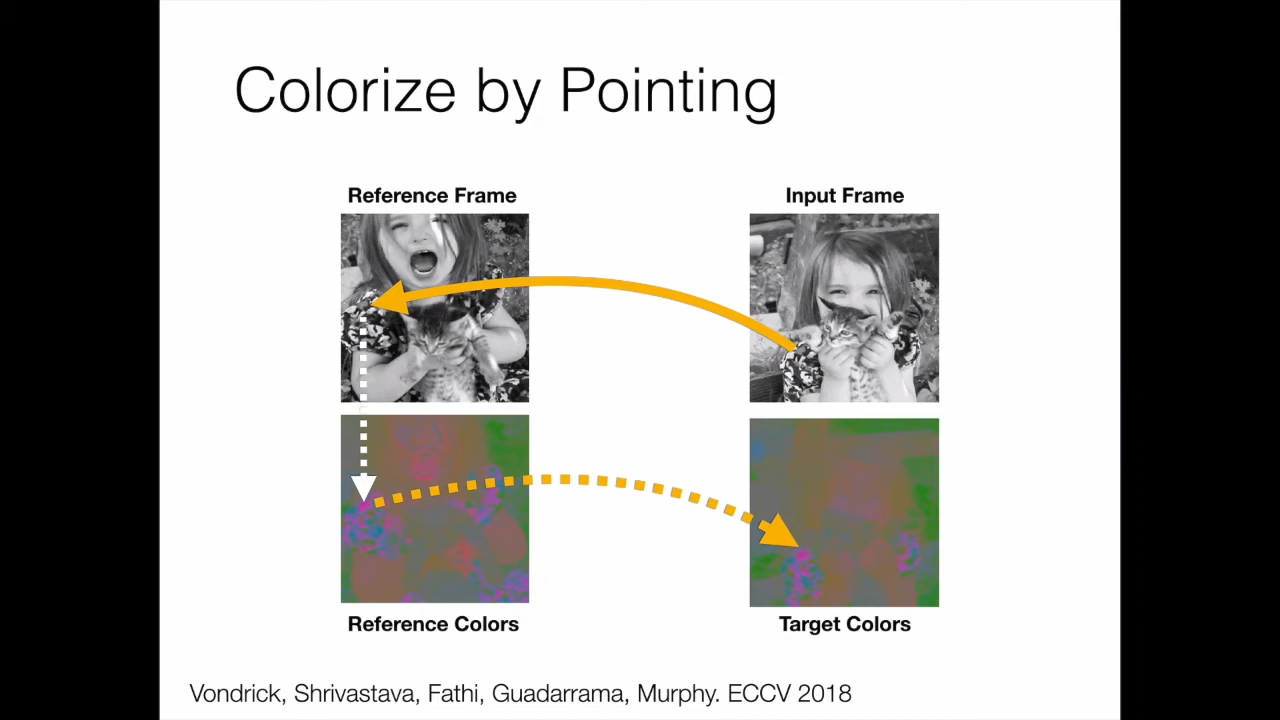 Colorize by Pointing
Reference Frame
Input Frame
Reference Colors
Target Colors
Vondrick, Shrivastava, Fathi, Guadarrama, Murphy. ECCV 2018